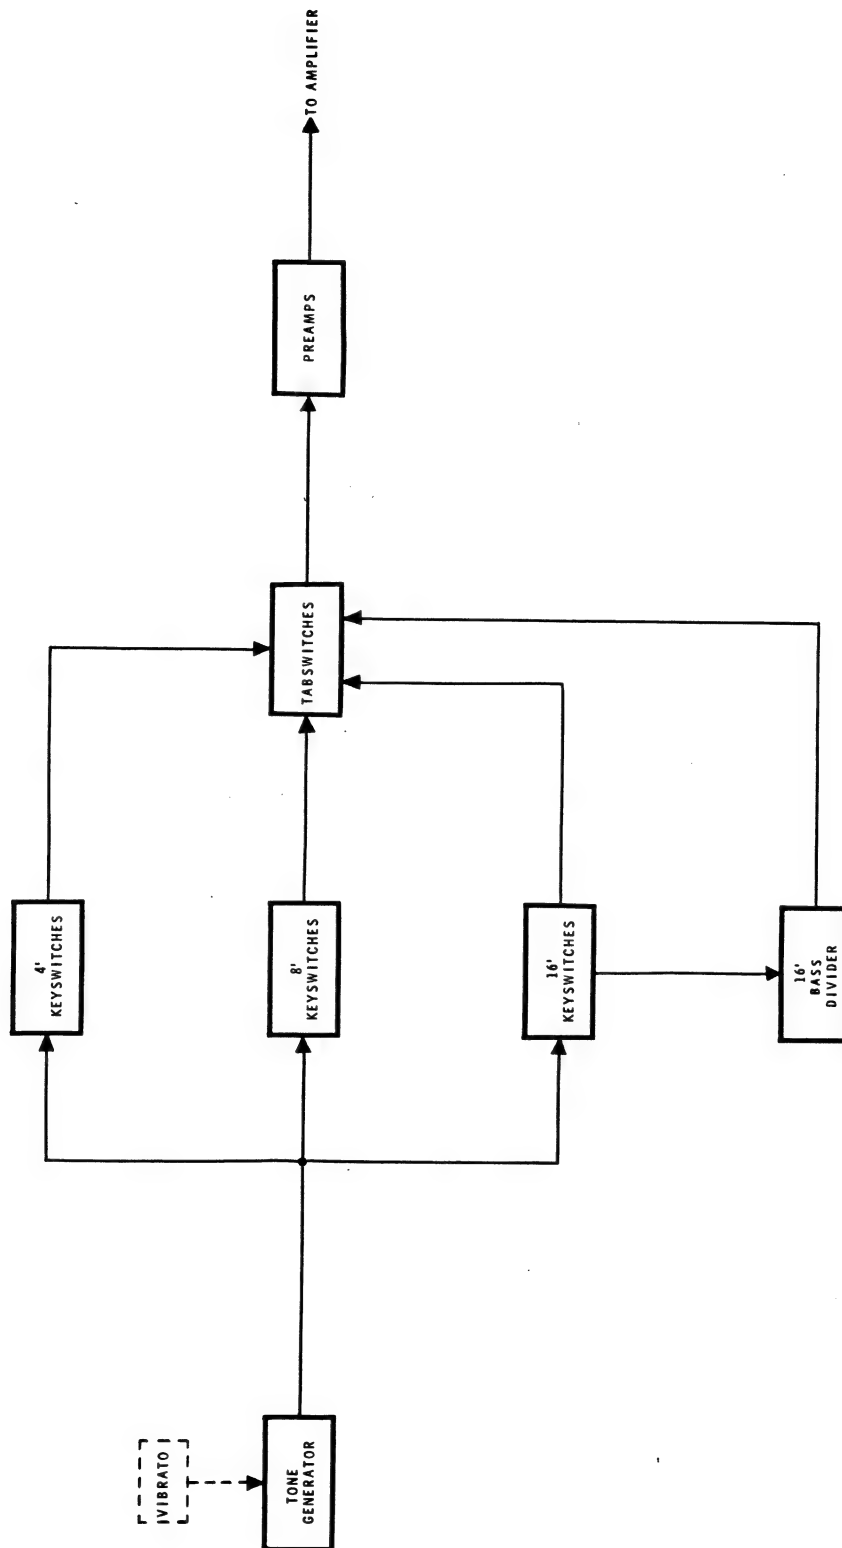 VIBRATO
TONE
GENERATOR
4'
KEYSWITCHES
8'
KEYSWITCHES
16'
KEYSWITCHES
16'
BASS
DIVIDER
TABSWITCHES
PREAMPS
TO AMPLIFIER